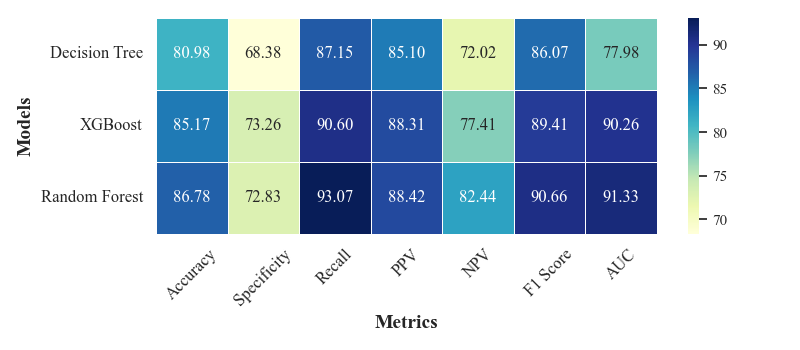 Models
Decision Tree 80.98 68.38 87.15 85.10 72.02 86.07 77.98
XGBoost 85.17 73.26 90.60 88.31 77.41 89.41 90.26
Random Forest 86.78 72.83 93.07 88.42 82.44 90.66 91.33
Accuracy Specificity Recall PPV NPV F1 Score AUC
Metrics
90
85
80
75
70